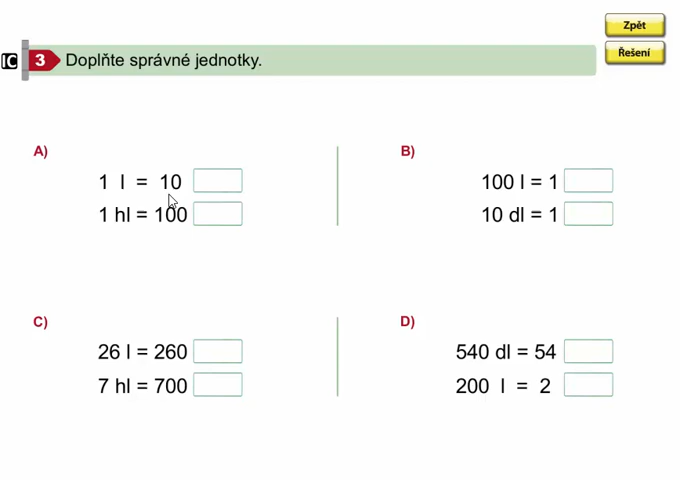 Zpět
Řešení
IC
3 Doplňte správné jednotky.
A)
1 l = 10
1 hl = 100
B)
100 l = 1
10 dl = 1
C)
26 l = 260
7 hl = 700
D)
540 dl = 54
200 l = 2